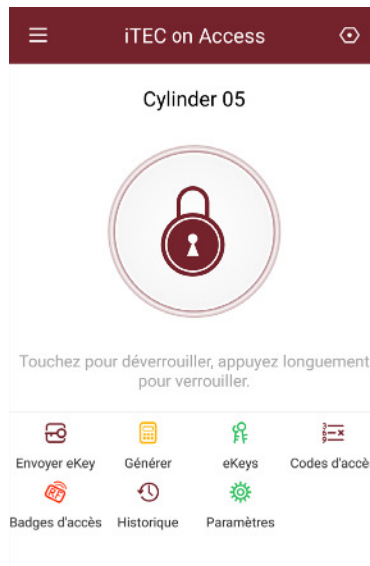 iTEC on Access
Cylinder 05
Touchez pour déverrouiller, appuyez longuement
pour verrouiller.
Envoyer eKey Générer eKeys Codes d'accè
Badges d'accès Historique Paramètres